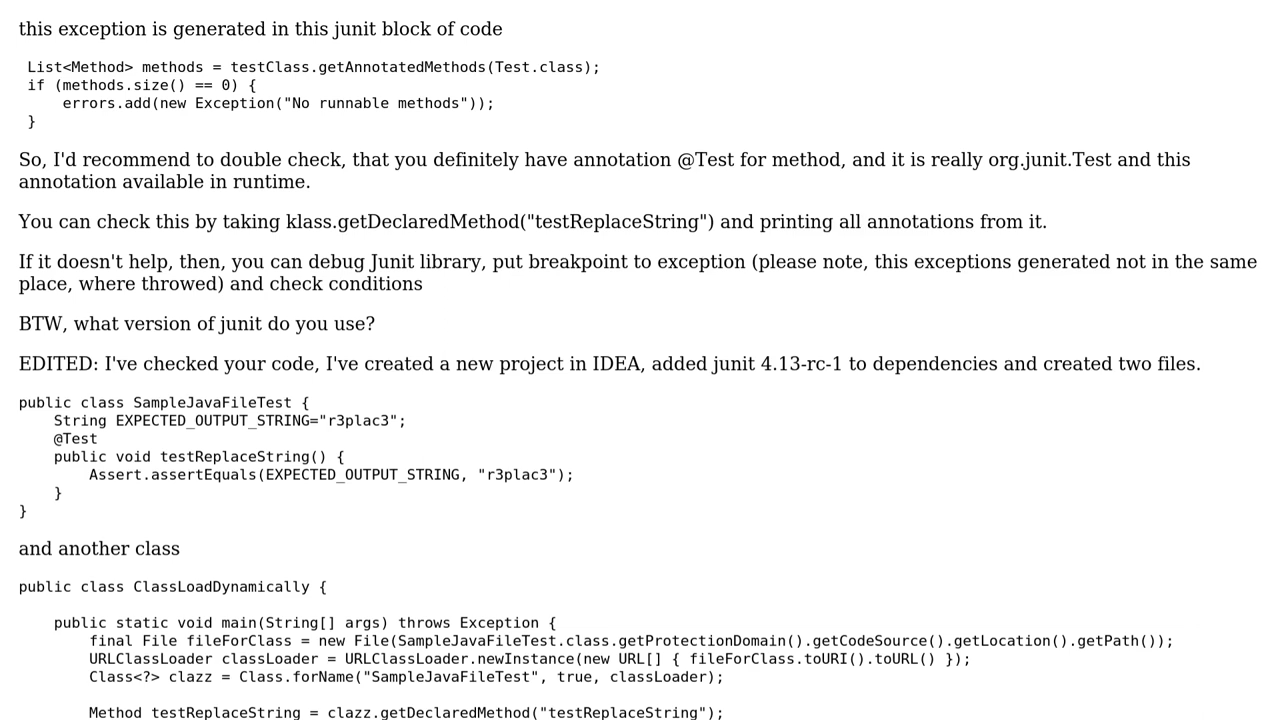 this exception is generated in this junit block of code
List<Method> methods = testClass.getAnnotatedMethods(Test.class);
if (methods.size() == 0) {
    errors.add(new Exception("No runnable methods"));
}
So, I'd recommend to double check, that you definitely have annotation @Test for method, and it is really org.junit.Test and this
annotation available in runtime.
You can check this by taking klass.getDeclaredMethod("testReplaceString") and printing all annotations from it.
If it doesn't help, then, you can debug Junit library, put breakpoint to exception (please note, this exceptions generated not in the same
place, where throwed) and check conditions
BTW, what version of junit do you use?
EDITED: I've checked your code, I've created a new project in IDEA, added junit 4.13-rc-1 to dependencies and created two files.
public class SampleJavaFileTest {
    String EXPECTED_OUTPUT_STRING="r3plac3";
    @Test
    public void testReplaceString() {
        Assert.assertEquals(EXPECTED_OUTPUT_STRING, "r3plac3");
    }
}
and another class
public class ClassLoadDynamically {
    public static void main(String[] args) throws Exception {
        final File fileForClass = new File(SampleJavaFileTest.class.getProtectionDomain().getCodeSource().getLocation().getPath());
        URLClassLoader classLoader = URLClassLoader.newInstance(new URL[] { fileForClass.toURI().toURL() });
        Class<?> clazz = Class.forName("SampleJavaFileTest", true, classLoader);
        Method testReplaceString = clazz.getDeclaredMethod("testReplaceString");